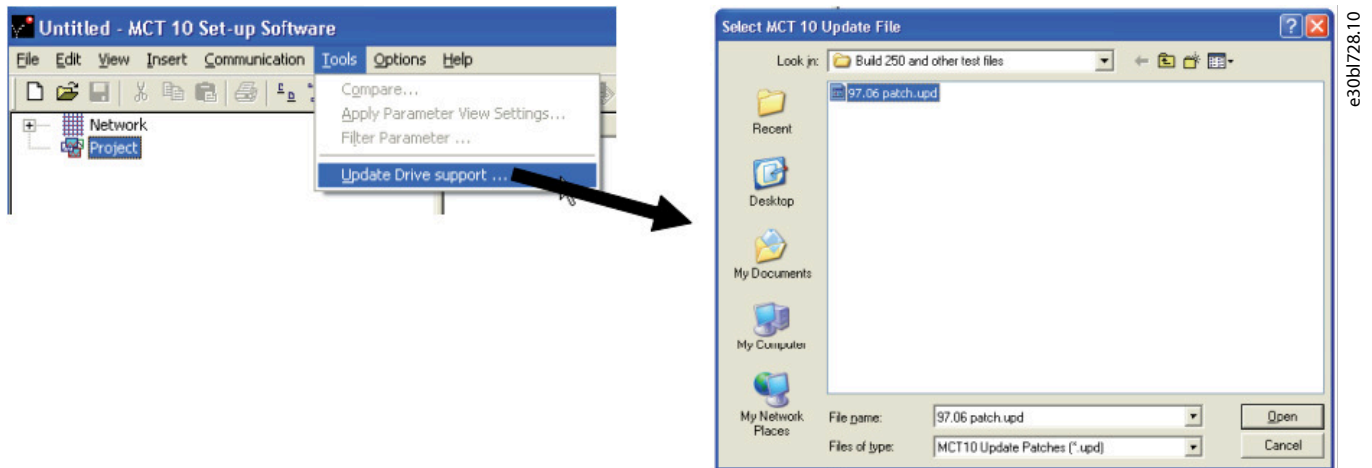 Untitled - MCT 10 Set-up Software
File Edit View Insert Communication Tools Options Help
Compare...
Apply Parameter View Settings...
Filter Parameter ...
Update Drive support ...
Network
Project
Select MCT 10 Update File
Look in: Build 250 and other test files
97.06 patch.upd
Recent
Desktop
My Documents
My Computer
My Network
Places
File name: 97.06 patch.upd Open
Files of type: MCT10 Update Patches (*.upd) Cancel
e30bl728.10